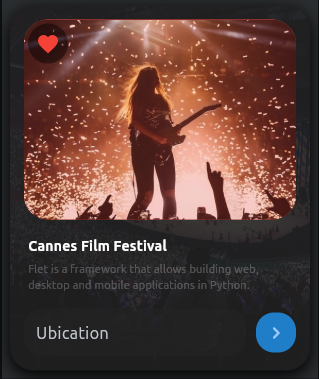 Cannes Film Festival
Flet is a framework that allows building web,
desktop and mobile applications in Python.
Ubication